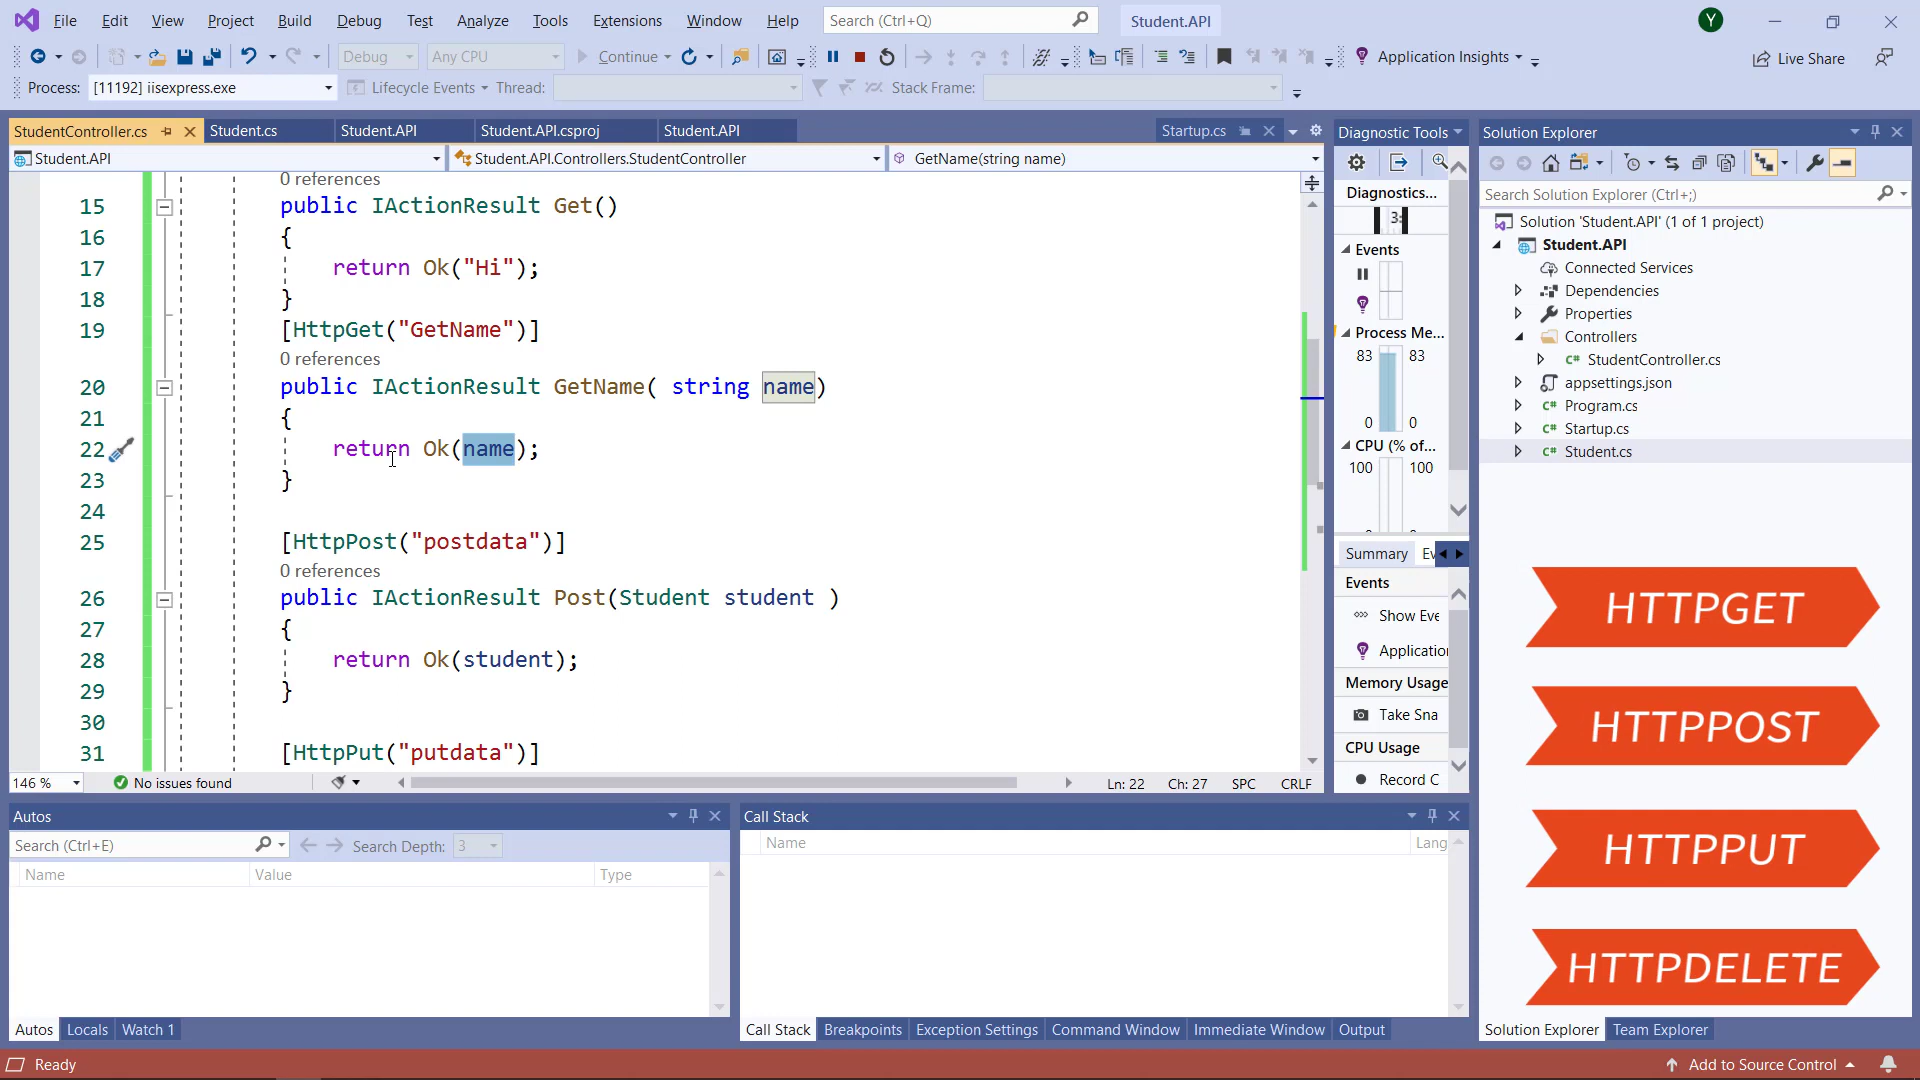 File Edit View Project Build Debug Test Analyze Tools Extensions Window Help Search (Ctrl+Q) Student.API Y
Debug Any CPU Continue Application Insights Live Share
Process: [11192] iisexpress.exe Lifecycle Events Thread: Stack Frame:
StudentController.cs Student.cs Student.API Student.API.csproj Student.API Startup.cs
Student.API Student.API.Controllers.StudentController GetName(string name)
0 references
15 public IActionResult Get()
16 {
17 return Ok("Hi");
18 }
19 [HttpGet("GetName")]
0 references
20 public IActionResult GetName( string name)
21 {
22 return Ok(name);
23 }
24
25 [HttpPost("postdata")]
0 references
26 public IActionResult Post(Student student )
27 {
28 return Ok(student);
29 }
30
31 [HttpPut("putdata")]
146 % No issues found Ln: 22 Ch: 27 SPC CRLF
Diagnostic Tools
Diagnostics...
Events
Process Me...
83 83
0 0
CPU (% of...
100 100
Summary Ev
Events
Show Eve
Applicatio
Memory Usage
Take Sna
CPU Usage
Record C
Solution Explorer
Search Solution Explorer (Ctrl+;)
Solution 'Student.API' (1 of 1 project)
Student.API
Connected Services
Dependencies
Properties
Controllers
C# StudentController.cs
appsettings.json
C# Program.cs
C# Startup.cs
C# Student.cs
HTTPGET
HTTPPOST
HTTPPUT
HTTPDELETE
Solution Explorer Team Explorer
Autos
Search (Ctrl+E) Search Depth: 3
Name Value Type
Autos Locals Watch 1
Call Stack
Name Lang
Call Stack Breakpoints Exception Settings Command Window Immediate Window Output
Ready Add to Source Control